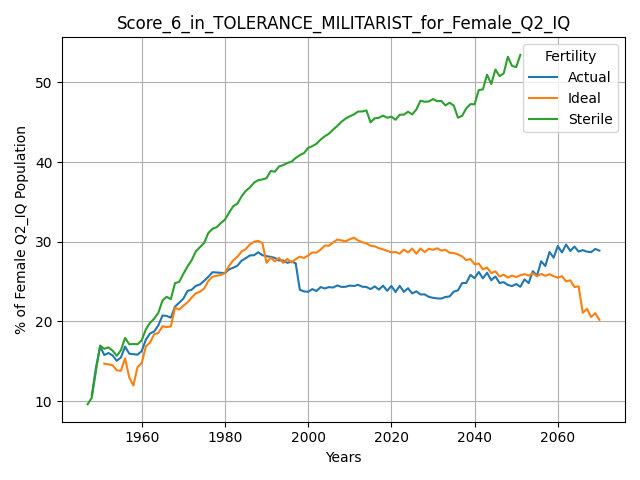 Score_6_in_TOLERANCE_MILITARIST_for_Female_Q2_IQ
Fertility
Actual
Ideal
Sterile
% of Female Q2_IQ Population
50
40
30
20
10
1960 1980 2000 2020 2040 2060
Years